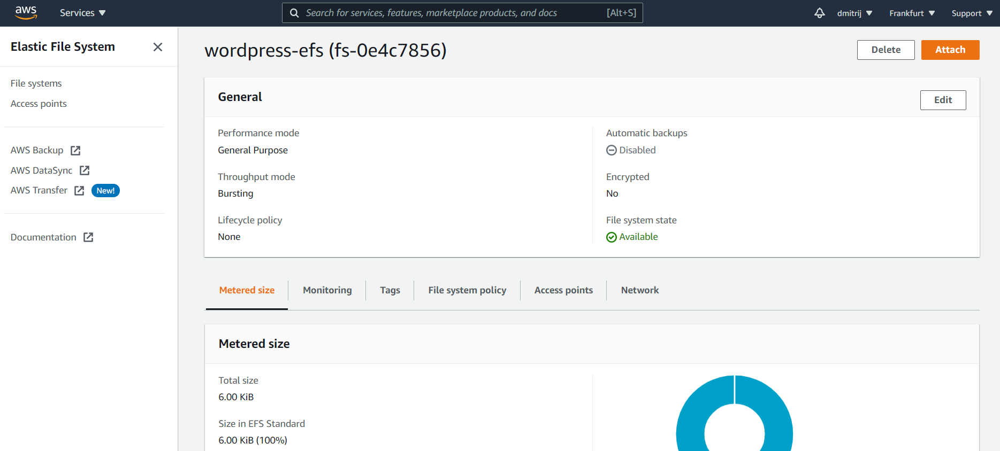 aws
Services
Search for services, features, marketplace products, and docs [Alt+S]
dmitrij
Frankfurt
Support
Elastic File System
File systems
Access points
AWS Backup
AWS DataSync
AWS Transfer New!
Documentation
wordpress-efs (fs-0e4c7856)
Delete
Attach
General
Edit
Performance mode
General Purpose
Throughput mode
Bursting
Lifecycle policy
None
Automatic backups
Disabled
Encrypted
No
File system state
Available
Metered size
Monitoring
Tags
File system policy
Access points
Network
Metered size
Total size
6.00 KiB
Size in EFS Standard
6.00 KiB (100%)